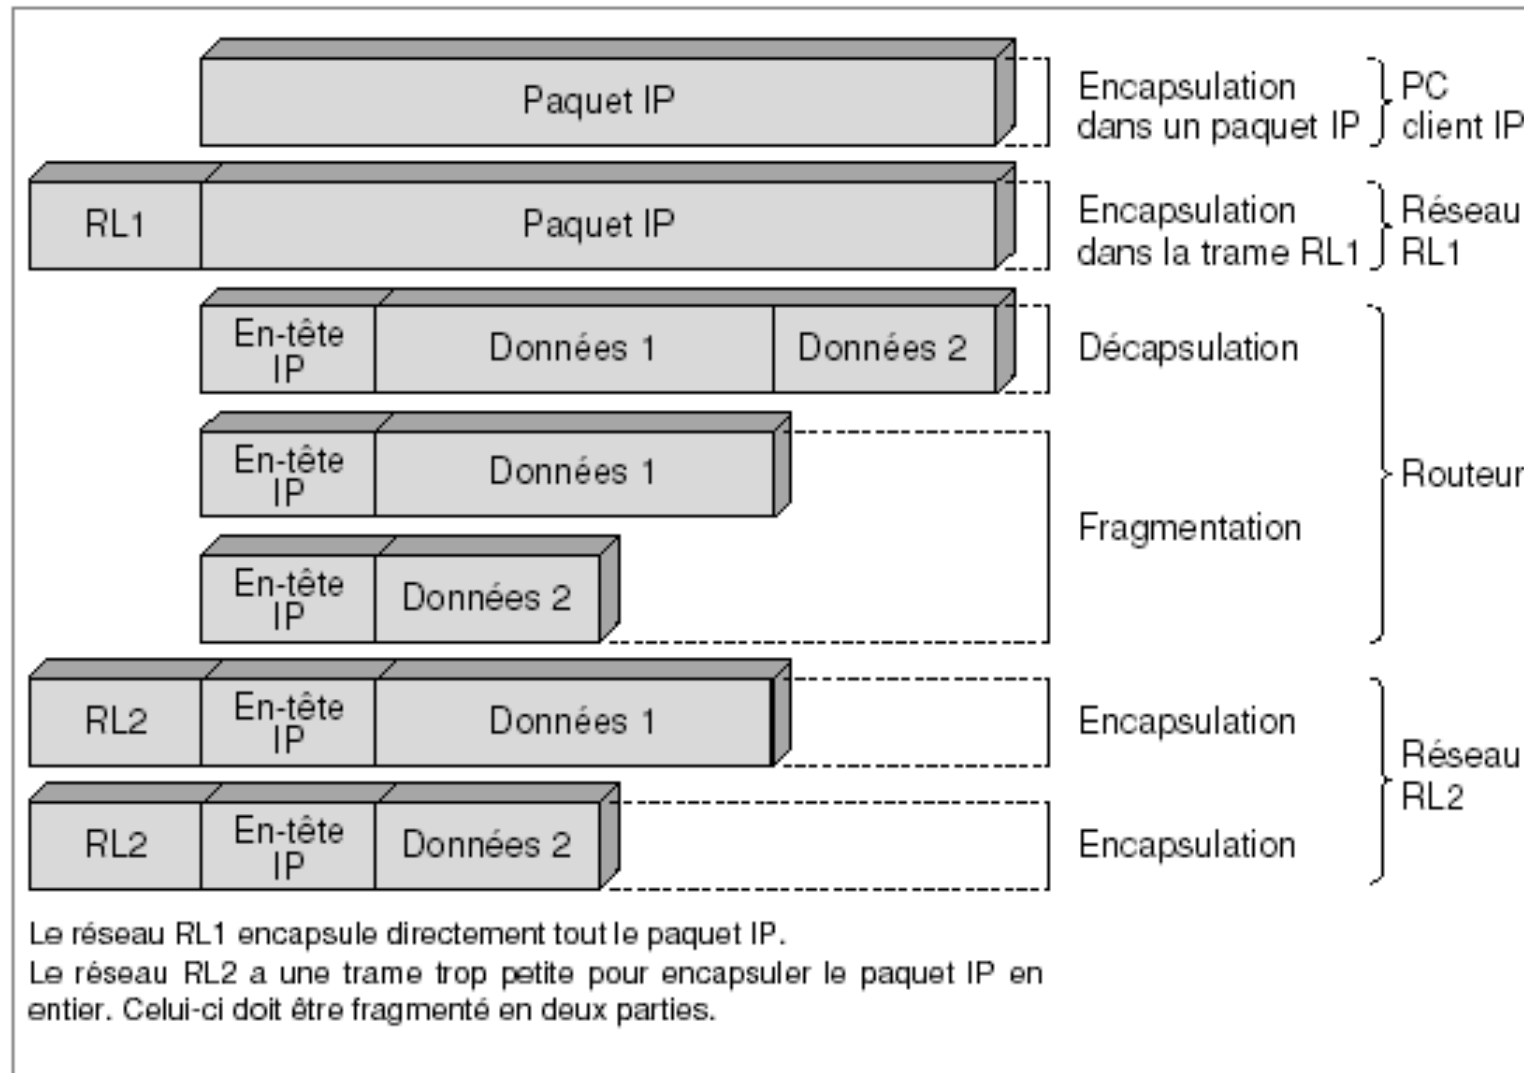 Paquet IP
Encapsulation
dans un paquet IP
PC
client IP
RL1
Paquet IP
Encapsulation
dans la trame RL1
Réseau
RL1
En-tête
IP
Données 1
Données 2
Décapsulation
En-tête
IP
Données 1
Routeur
Fragmentation
En-tête
IP
Données 2
RL2
En-tête
IP
Données 1
Encapsulation
Réseau
RL2
RL2
En-tête
IP
Données 2
Encapsulation
Le réseau RL1 encapsule directement tout le paquet IP.
Le réseau RL2 a une trame trop petite pour encapsuler le paquet IP en
entier. Celui-ci doit être fragmenté en deux parties.